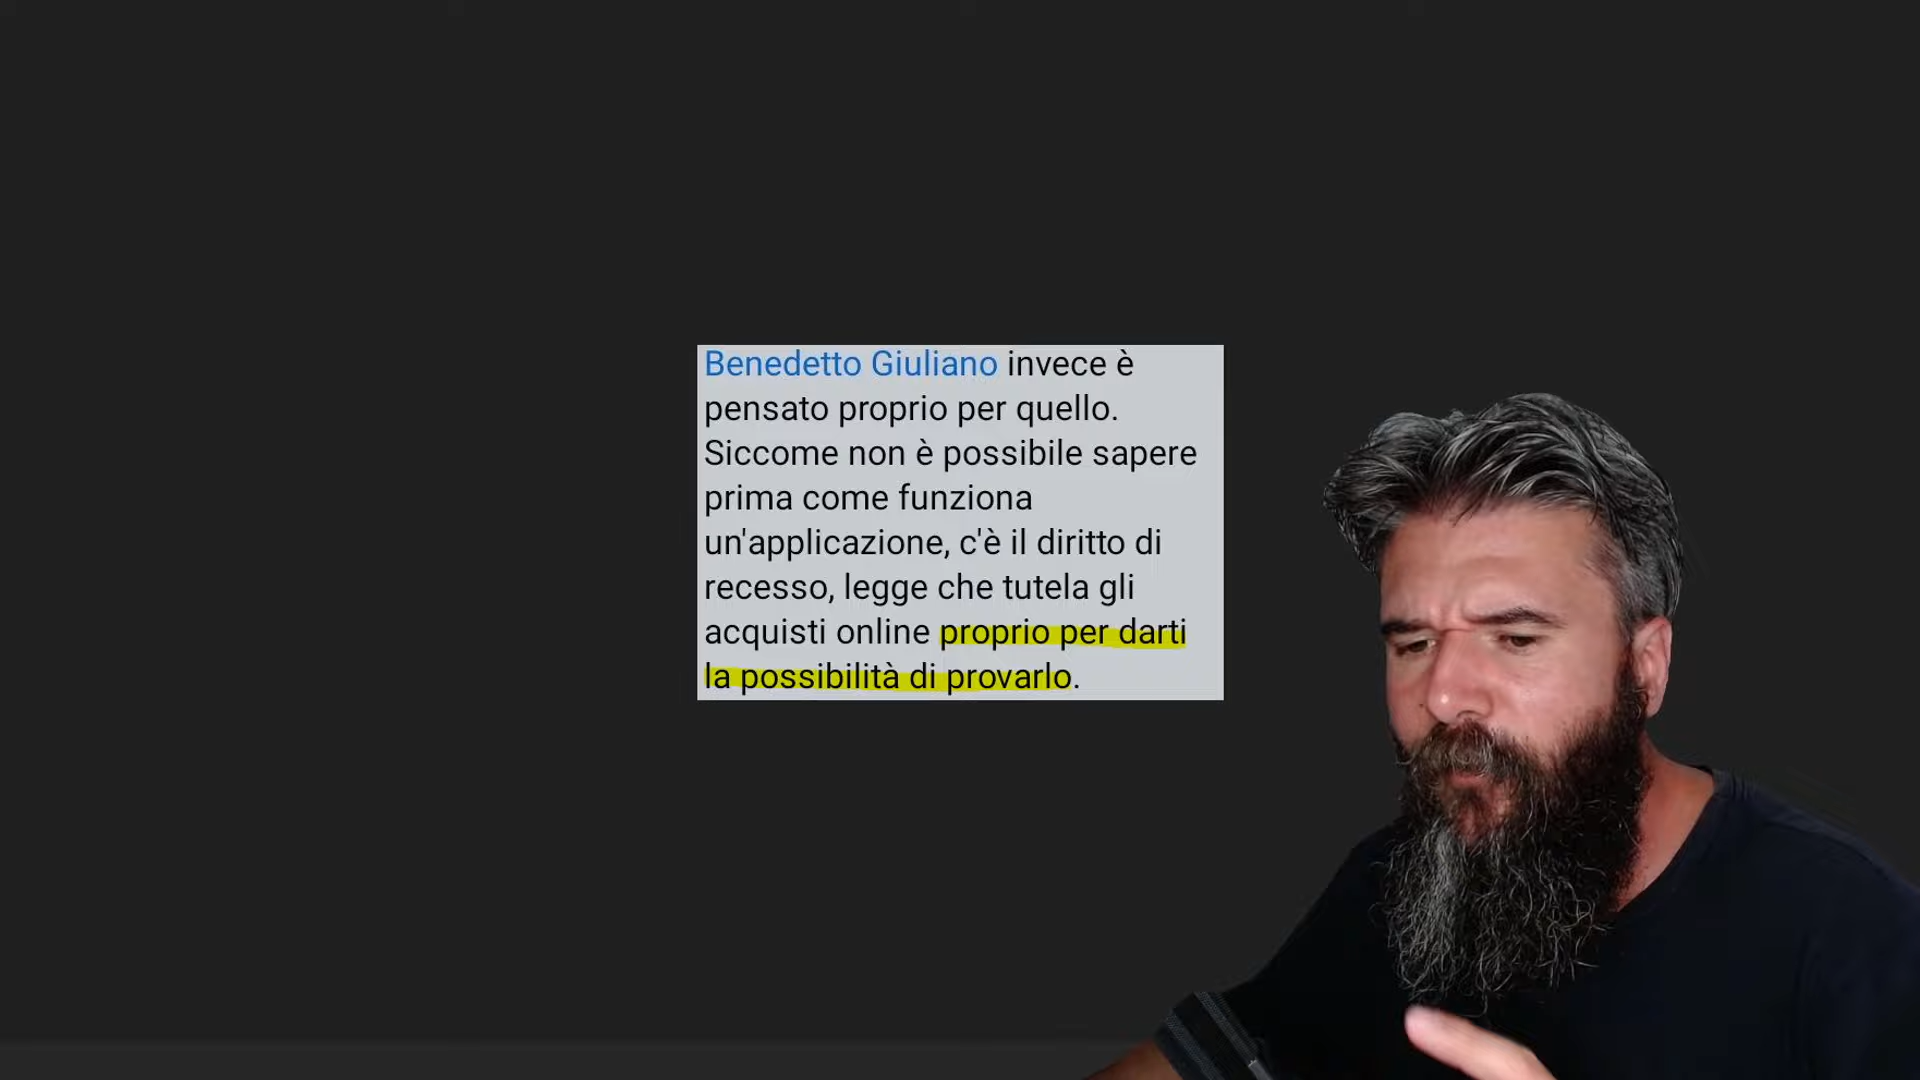 Benedetto Giuliano invece è
pensato proprio per quello.
Siccome non è possibile sapere
prima come funziona
un'applicazione, c'è il diritto di
recesso, legge che tutela gli
acquisti online proprio per darti
la possibilità di provarlo.